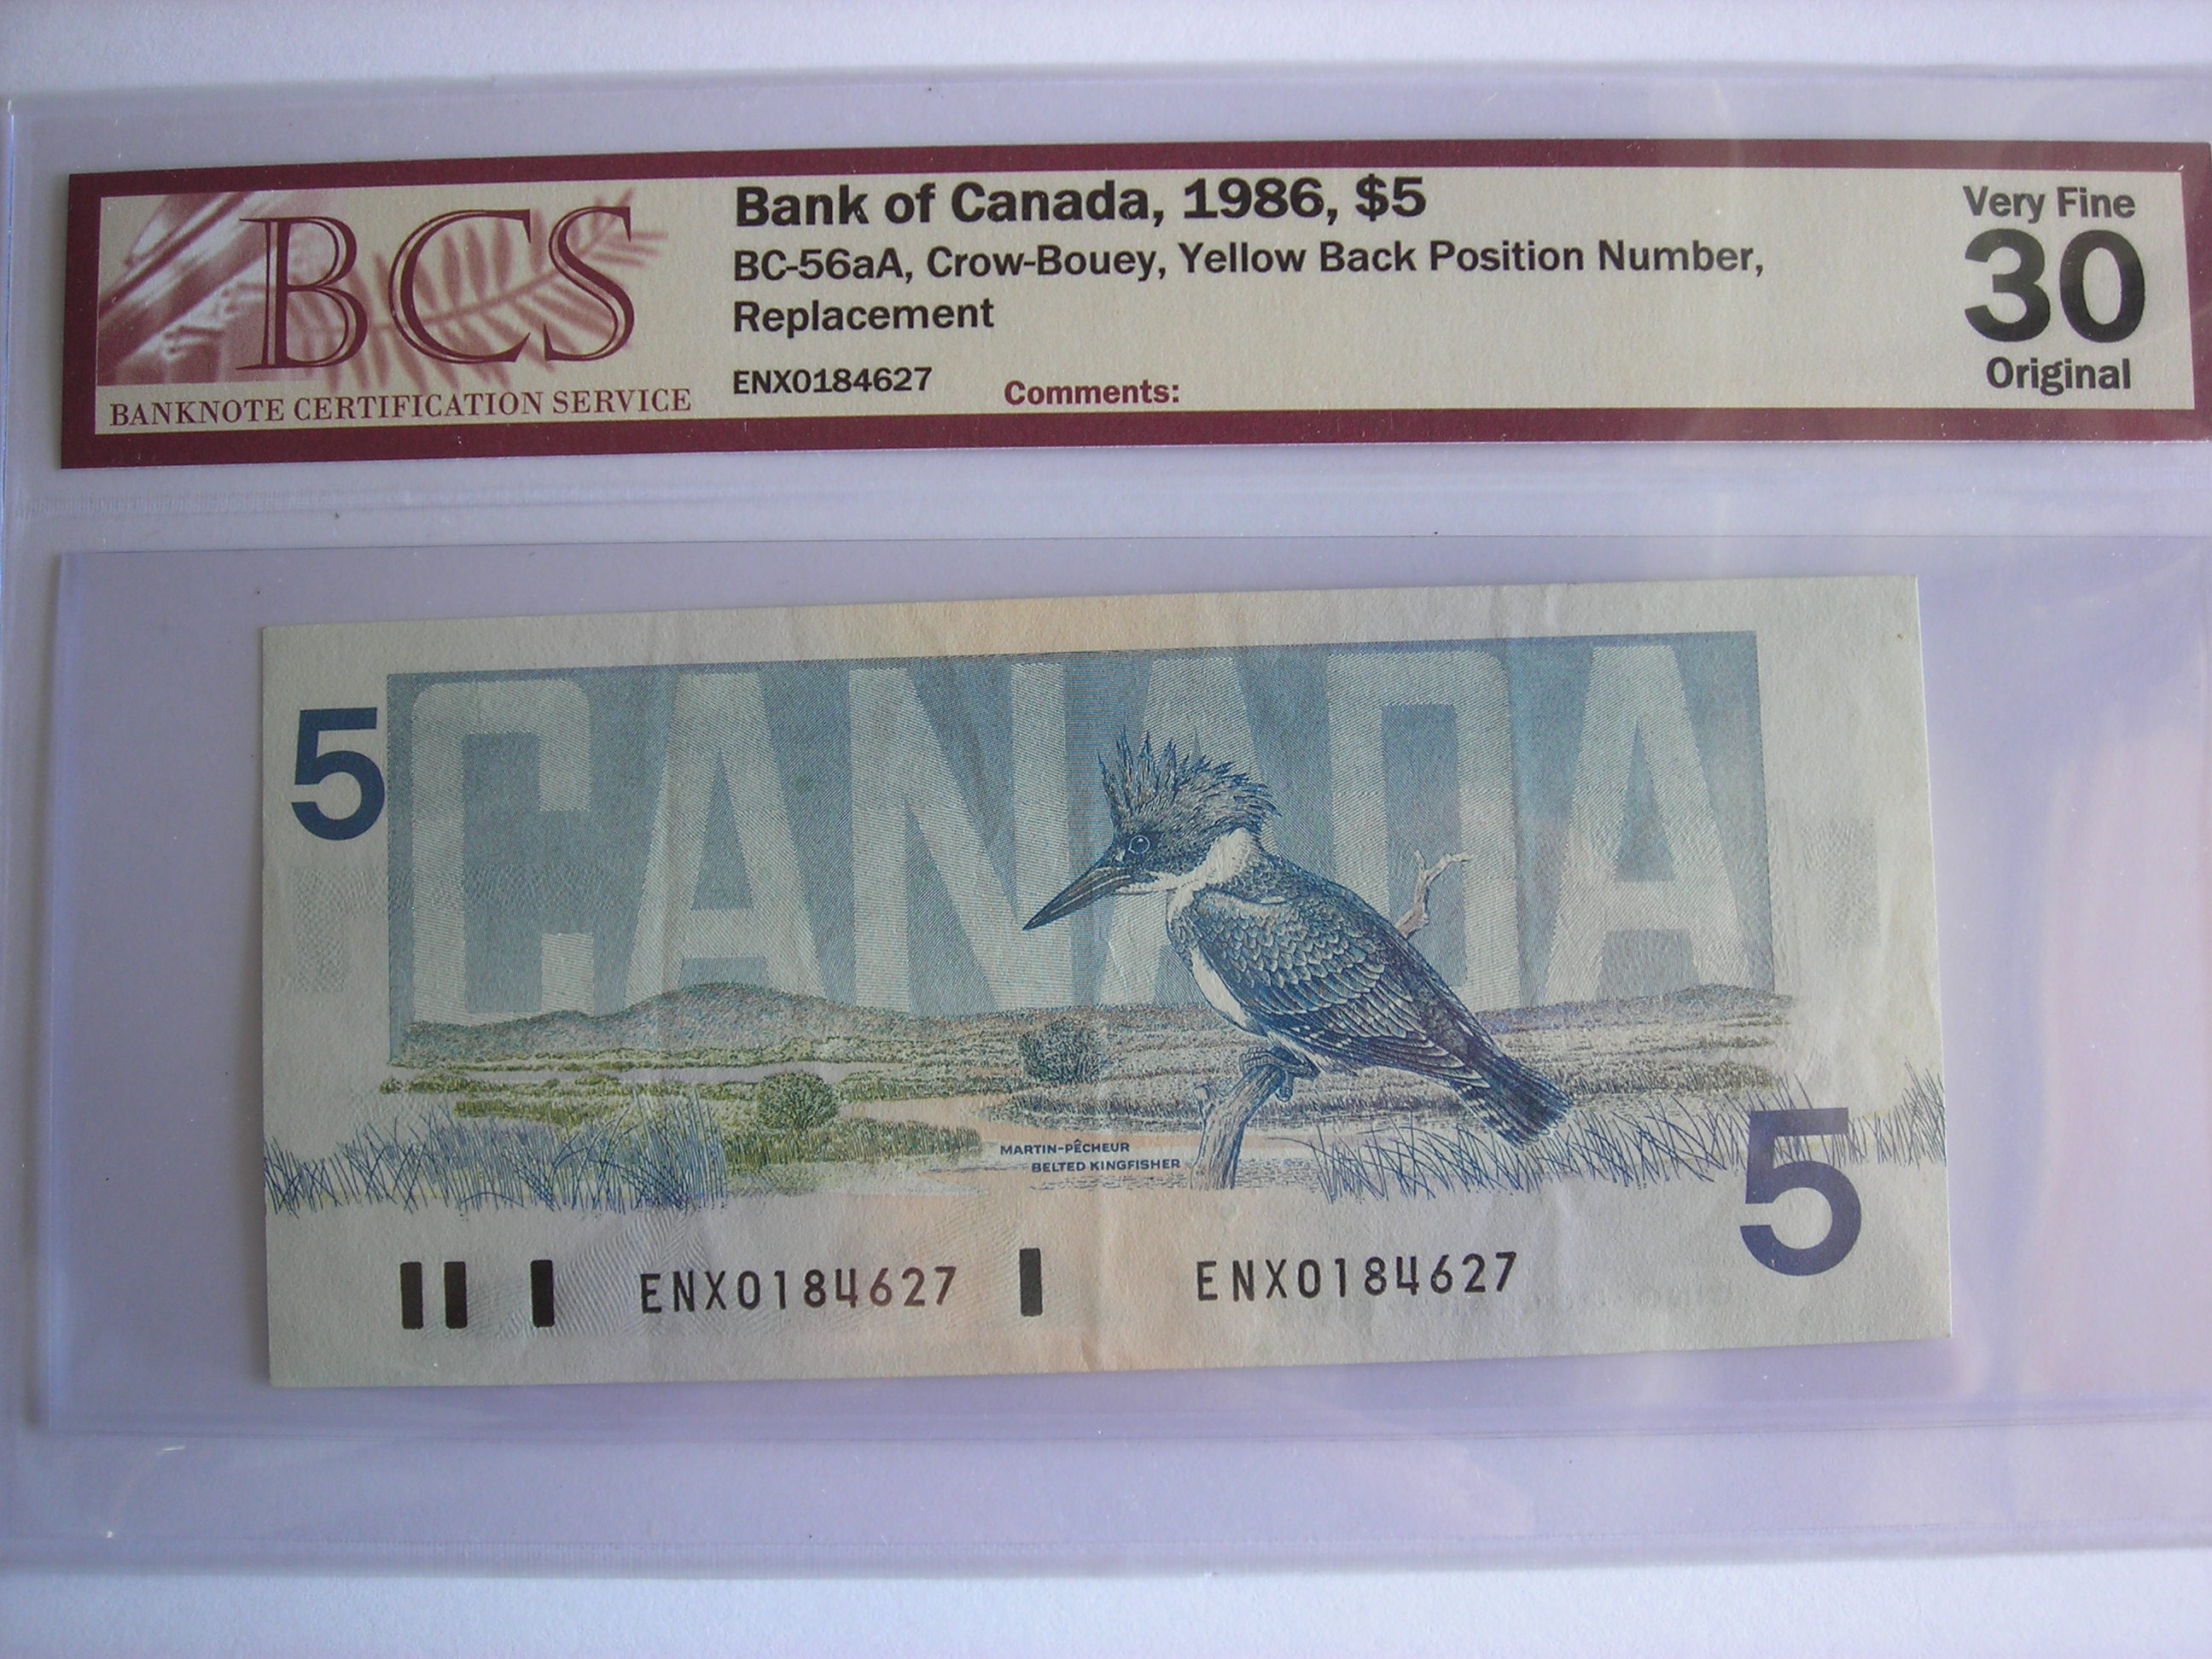 BCS
BANKNOTE CERTIFICATION SERVICE
Bank of Canada, 1986, $5
BC-56aA, Crow-Bouey, Yellow Back Position Number,
Replacement
ENX0184627
Comments:
Very Fine
30
Original
5
CANADA
MARTIN-PÊCHEUR
BELTED KINGFISHER
5
ENX0184627
ENX0184627